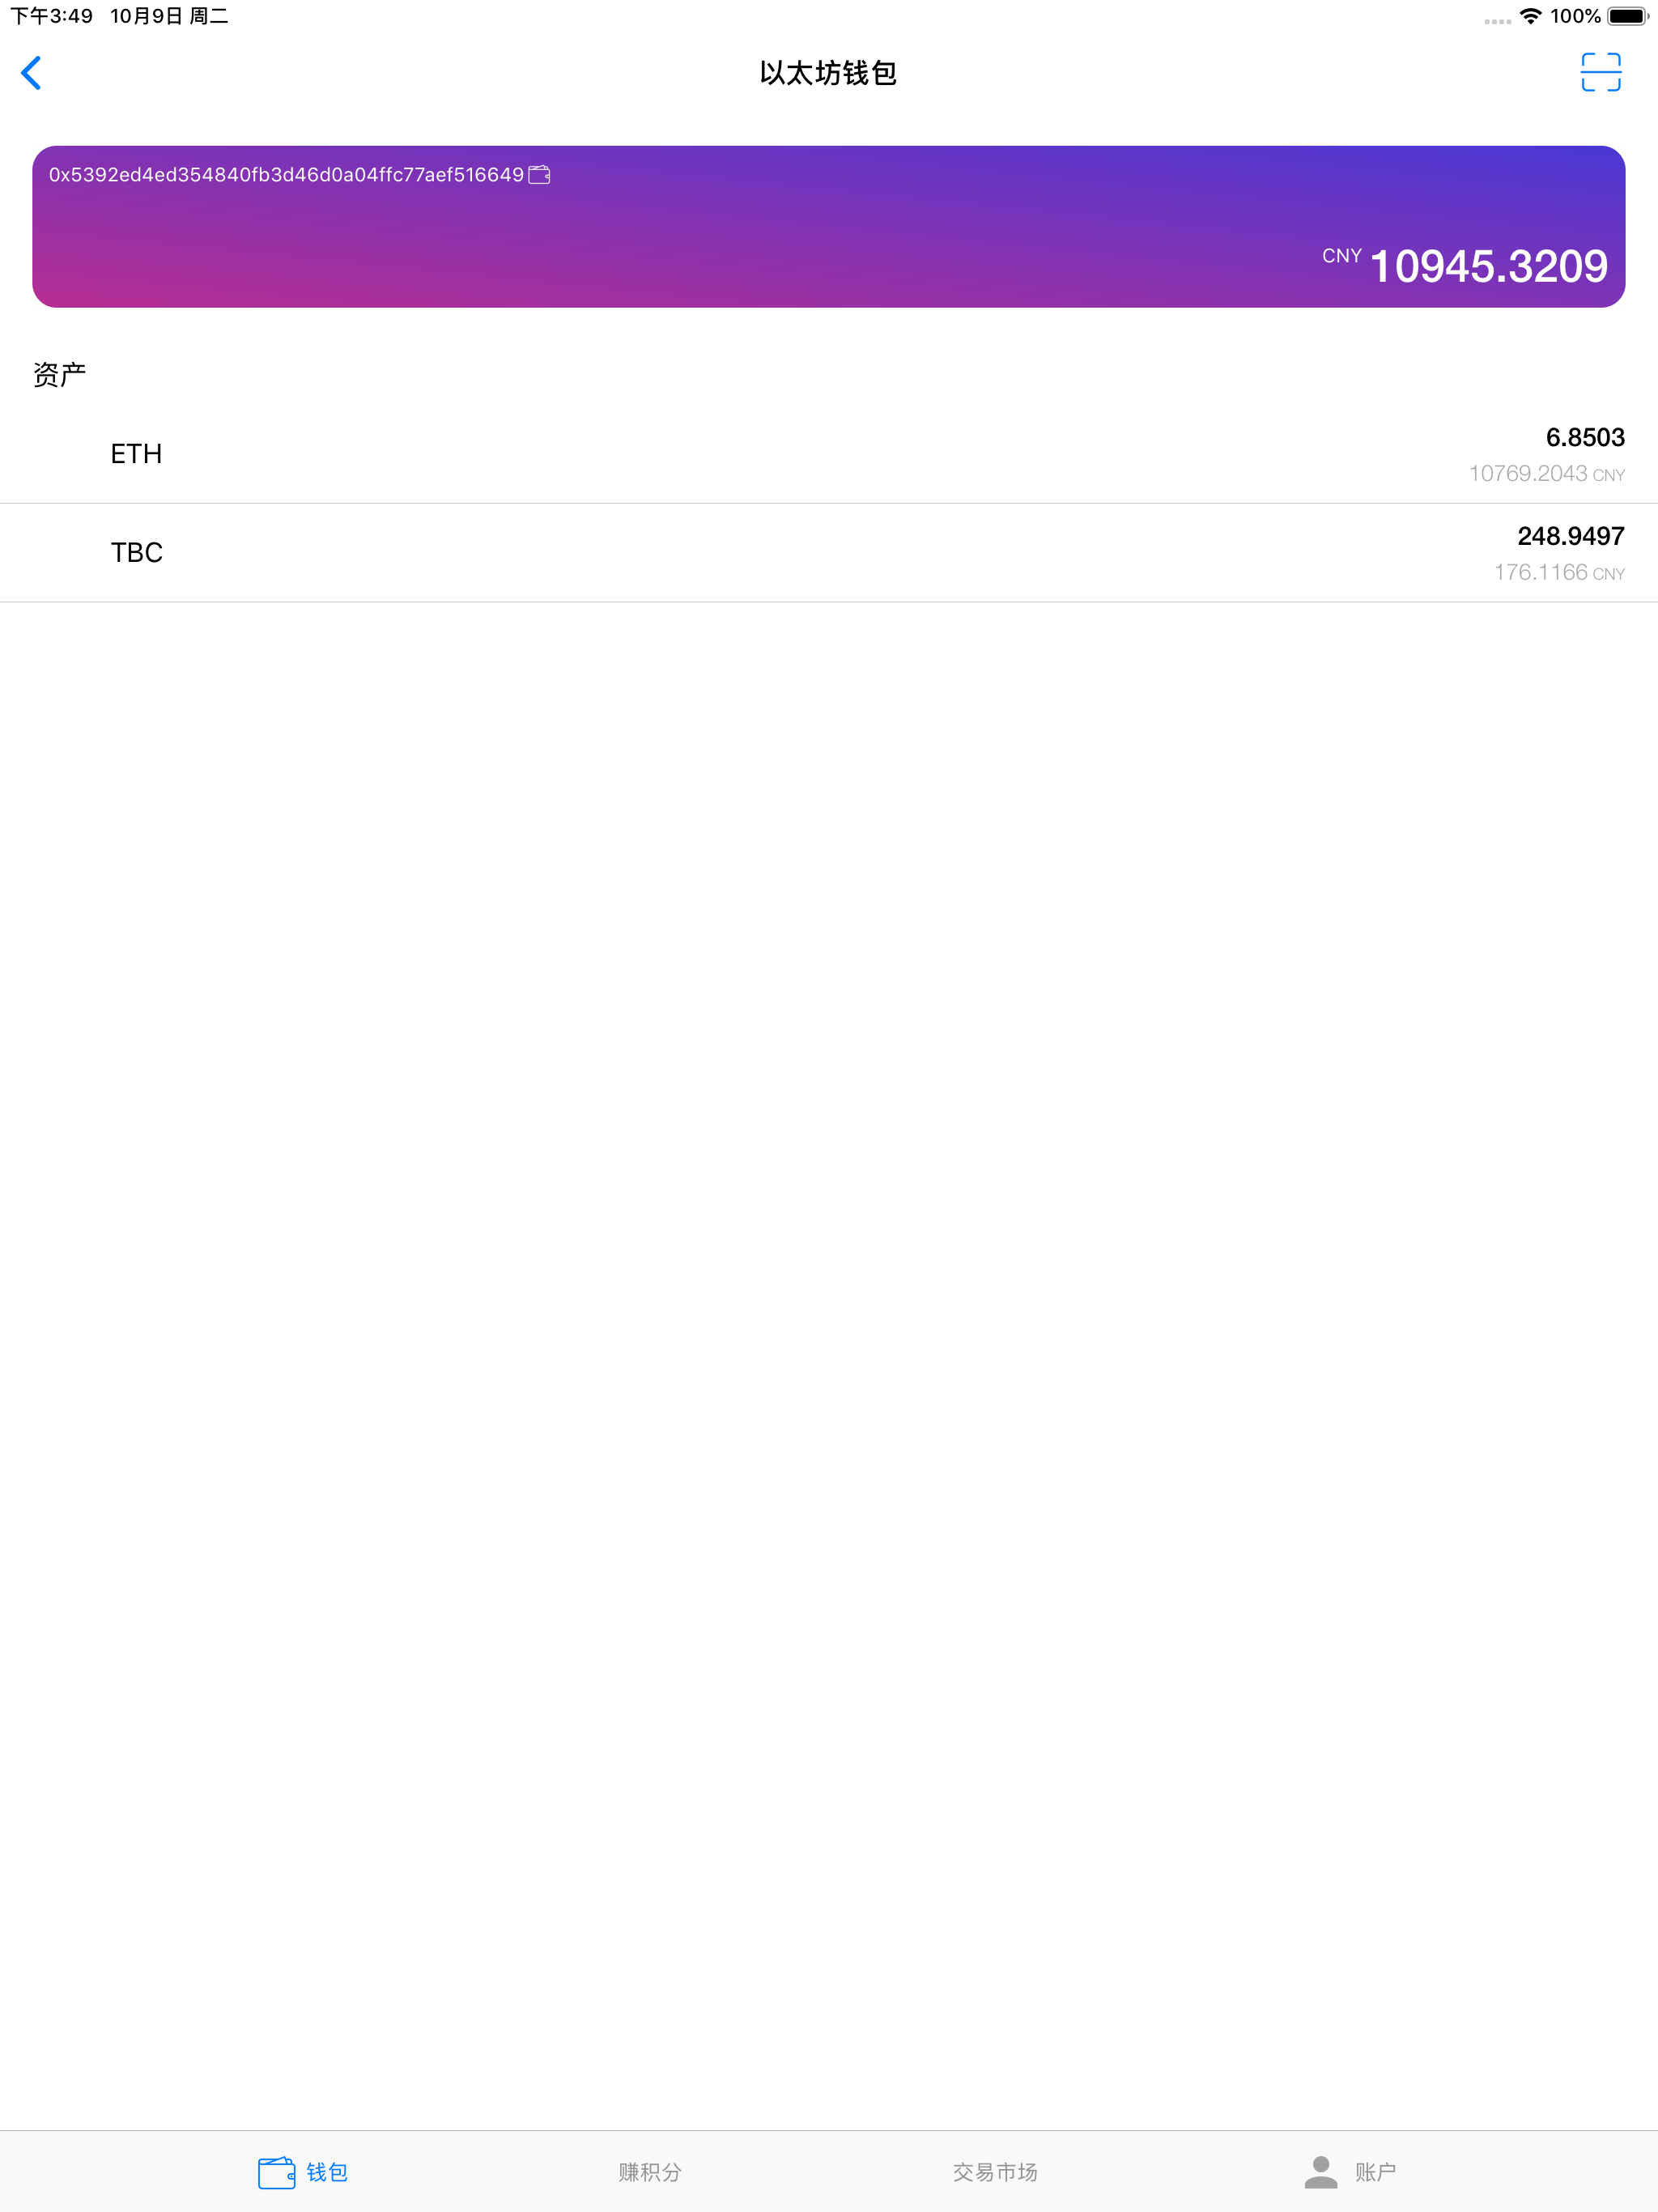 下午3:49 10月9日 周二 100%
以太坊钱包
0x5392ed4ed354840fb3d46d0a04ffc77aef516649
CNY 10945.3209
资产
ETH 6.8503
10769.2043 CNY
TBC 248.9497
176.1166 CNY
钱包 赚积分 交易市场 账户